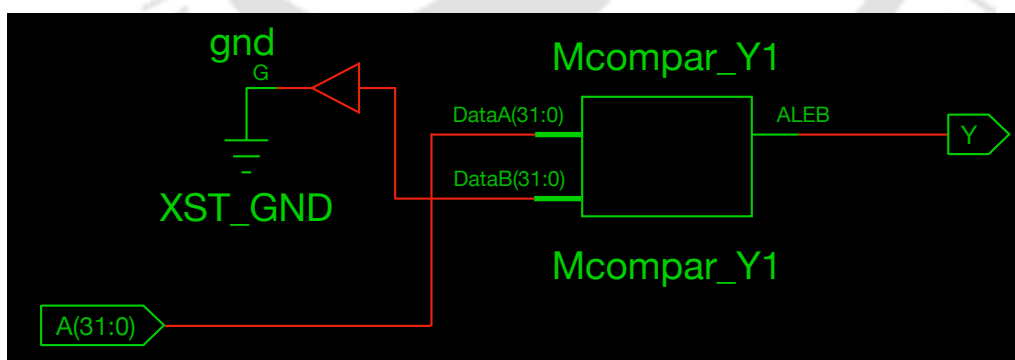 gnd
G
XST_GND
Mcompar_Y1
DataA(31:0)
DataB(31:0)
ALEB
Y
Mcompar_Y1
A(31:0)